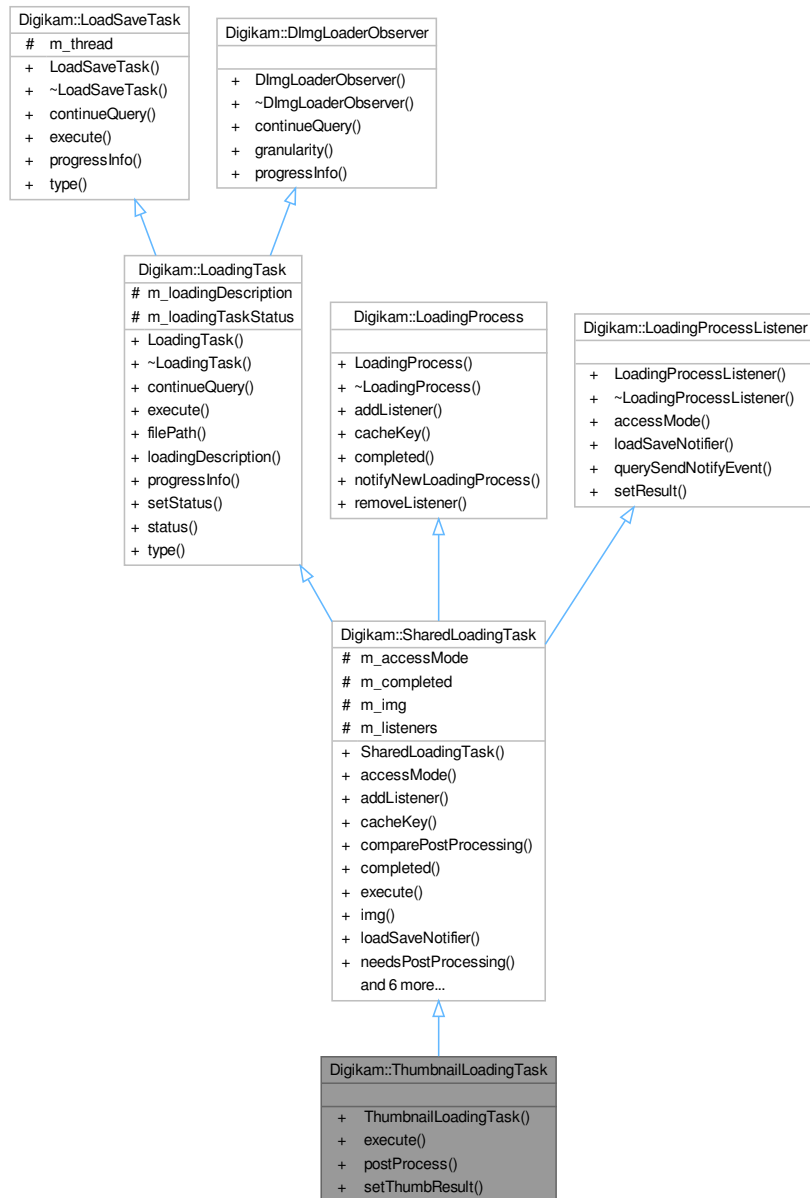 Digikam::LoadSaveTask
# m_thread
+ LoadSaveTask()
+ ~LoadSaveTask()
+ continueQuery()
+ execute()
+ progressInfo()
+ type()
Digikam::DImgLoaderObserver
+ DImgLoaderObserver()
+ ~DImgLoaderObserver()
+ continueQuery()
+ granularity()
+ progressInfo()
Digikam::LoadingTask
# m_loadingDescription
# m_loadingTaskStatus
+ LoadingTask()
+ ~LoadingTask()
+ continueQuery()
+ execute()
+ filePath()
+ loadingDescription()
+ progressInfo()
+ setStatus()
+ status()
+ type()
Digikam::LoadingProcess
+ LoadingProcess()
+ ~LoadingProcess()
+ addListener()
+ cacheKey()
+ completed()
+ notifyNewLoadingProcess()
+ removeListener()
Digikam::LoadingProcessListener
+ LoadingProcessListener()
+ ~LoadingProcessListener()
+ accessMode()
+ loadSaveNotifier()
+ querySendNotifyEvent()
+ setResult()
Digikam::SharedLoadingTask
# m_accessMode
# m_completed
# m_img
# m_listeners
+ SharedLoadingTask()
+ accessMode()
+ addListener()
+ cacheKey()
+ comparePostProcessing()
+ completed()
+ execute()
+ img()
+ loadSaveNotifier()
+ needsPostProcessing()
and 6 more...
Digikam::ThumbnailLoadingTask
+ ThumbnailLoadingTask()
+ execute()
+ postProcess()
+ setThumbResult()